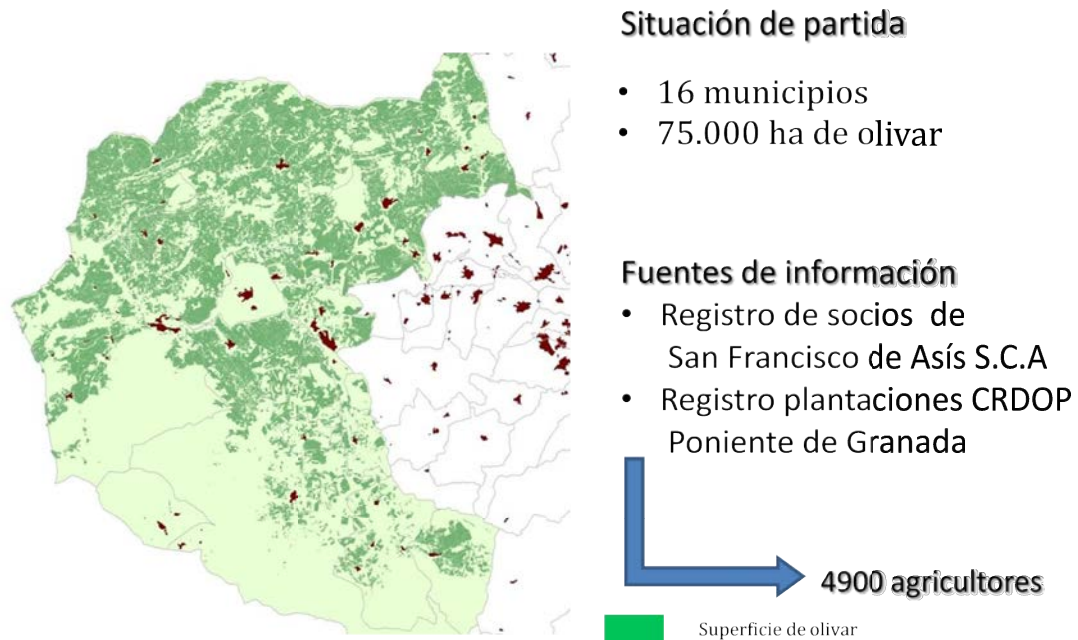 Situación de partida
• 16 municipios
• 75.000 ha de olivar
Fuentes de información
• Registro de socios de
San Francisco de Asís S.C.A
• Registro plantaciones CRDOP
Poniente de Granada
4900 agricultores
Superficie de olivar